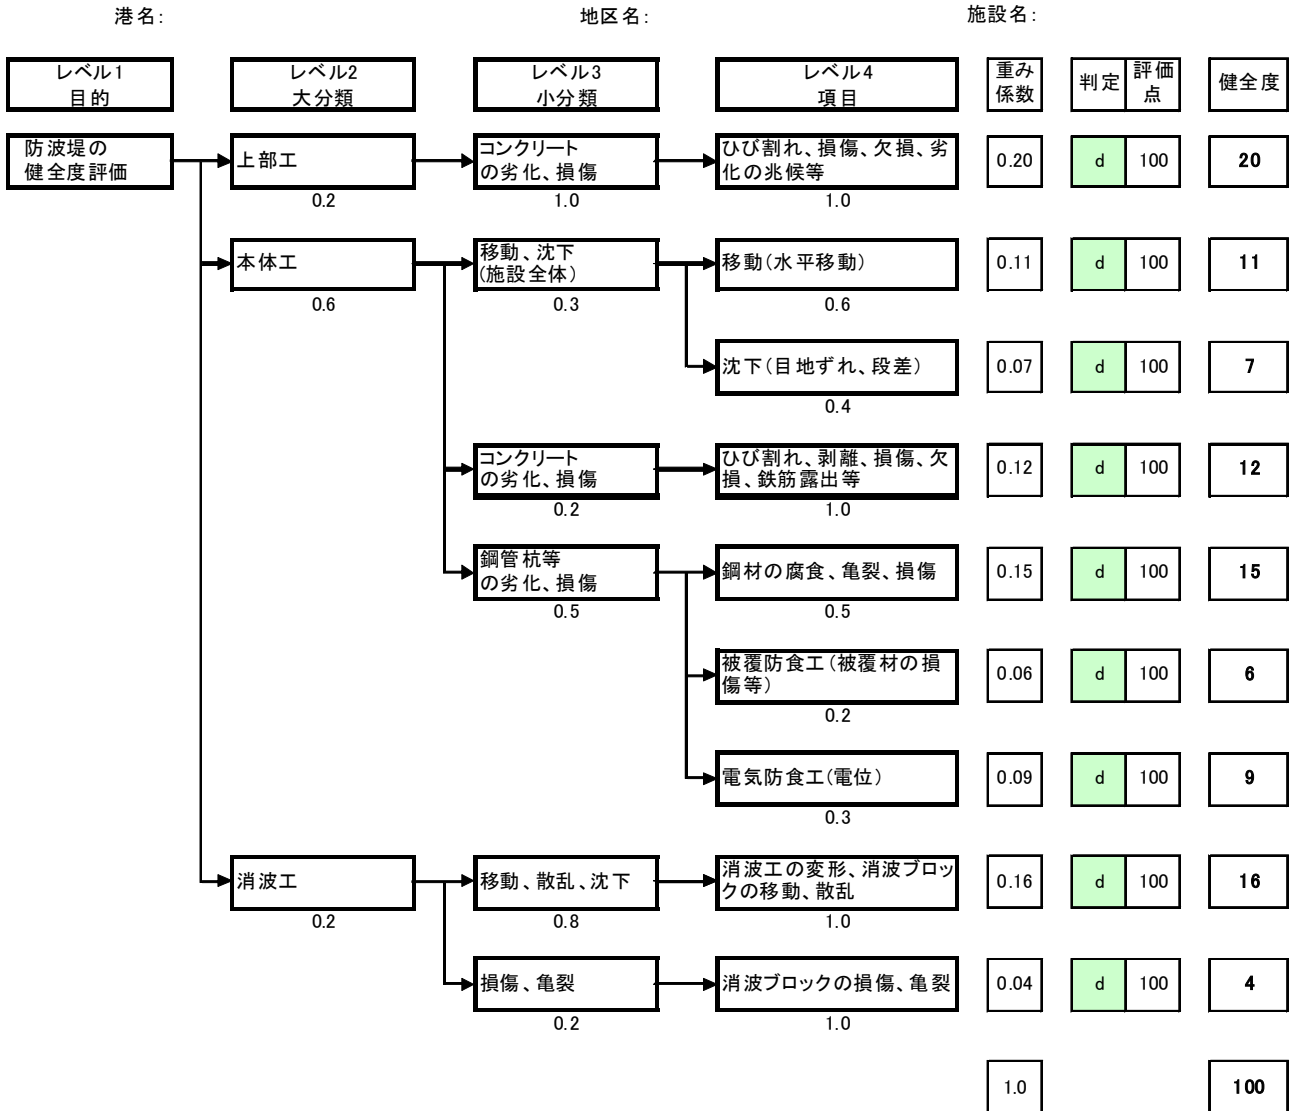 港名: 地区名: 施設名:
レベル1
目的
レベル2
大分類
レベル3
小分類
レベル4
項目
重み
係数
判定
評価
点
健全度
防波堤の
健全度評価
上部工
0.2
コンクリート
の劣化、損傷
1.0
ひび割れ、損傷、欠損、劣
化の兆候等
1.0
0.20 d 100 20
本体工
0.6
移動、沈下
(施設全体)
0.3
移動(水平移動)
0.6
0.11 d 100 11
沈下(目地ずれ、段差)
0.4
0.07 d 100 7
コンクリート
の劣化、損傷
0.2
ひび割れ、剥離、損傷、欠
損、鉄筋露出等
1.0
0.12 d 100 12
鋼管杭等
の劣化、損傷
0.5
鋼材の腐食、亀裂、損傷
0.5
0.15 d 100 15
被覆防食工(被覆材の損
傷等)
0.2
0.06 d 100 6
電気防食工(電位)
0.3
0.09 d 100 9
消波工
0.2
移動、散乱、沈下
0.8
消波工の変形、消波ブロッ
クの移動、散乱
1.0
0.16 d 100 16
損傷、亀裂
0.2
消波ブロックの損傷、亀裂
1.0
0.04 d 100 4
1.0 100